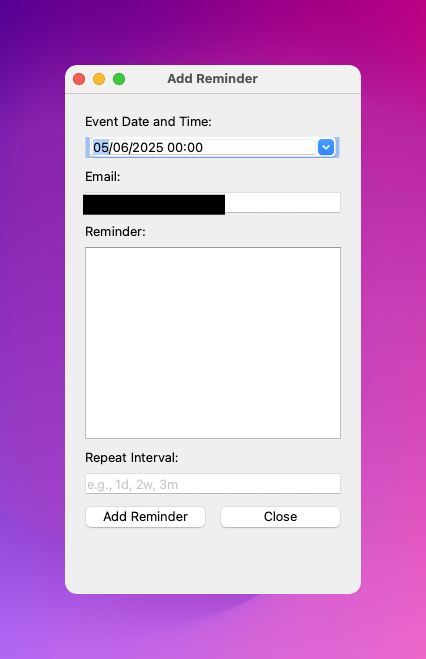 Add Reminder
Event Date and Time:
05/06/2025 00:00
Email:
Reminder:
Repeat Interval:
e.g., 1d, 2w, 3m
Add Reminder Close